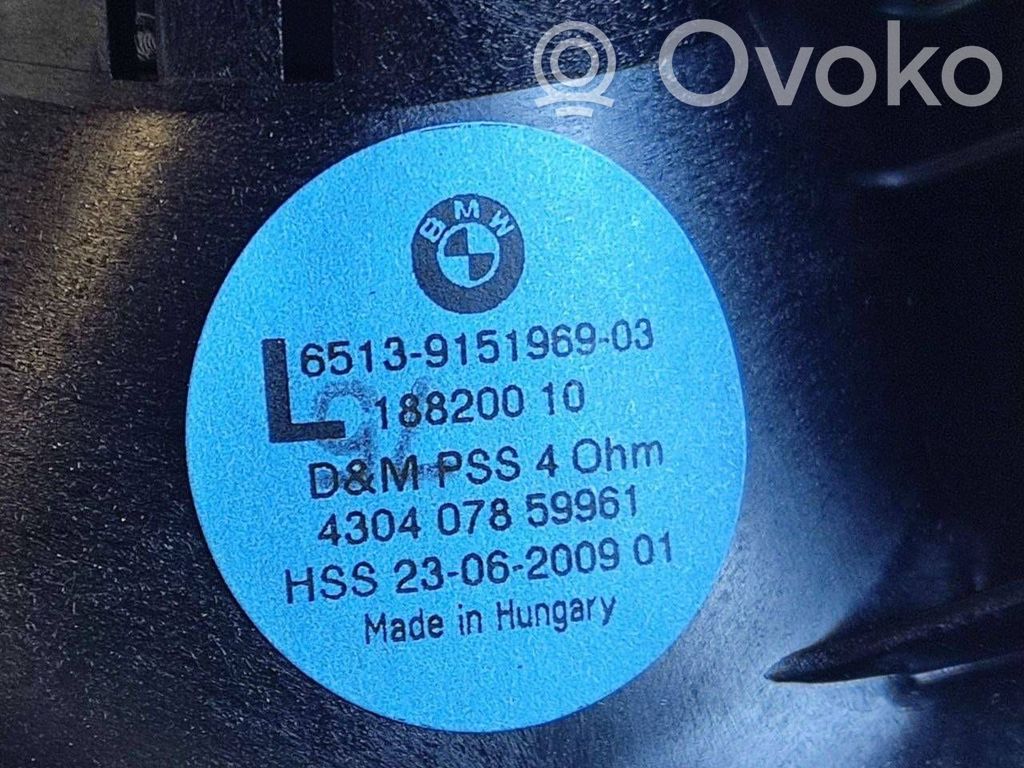 Ovoko
BMW
L 6513-9151969-03
188200 10
D&M PSS 4 Ohm
4304 078 59961
HSS 23-06-2009 01
Made in Hungary